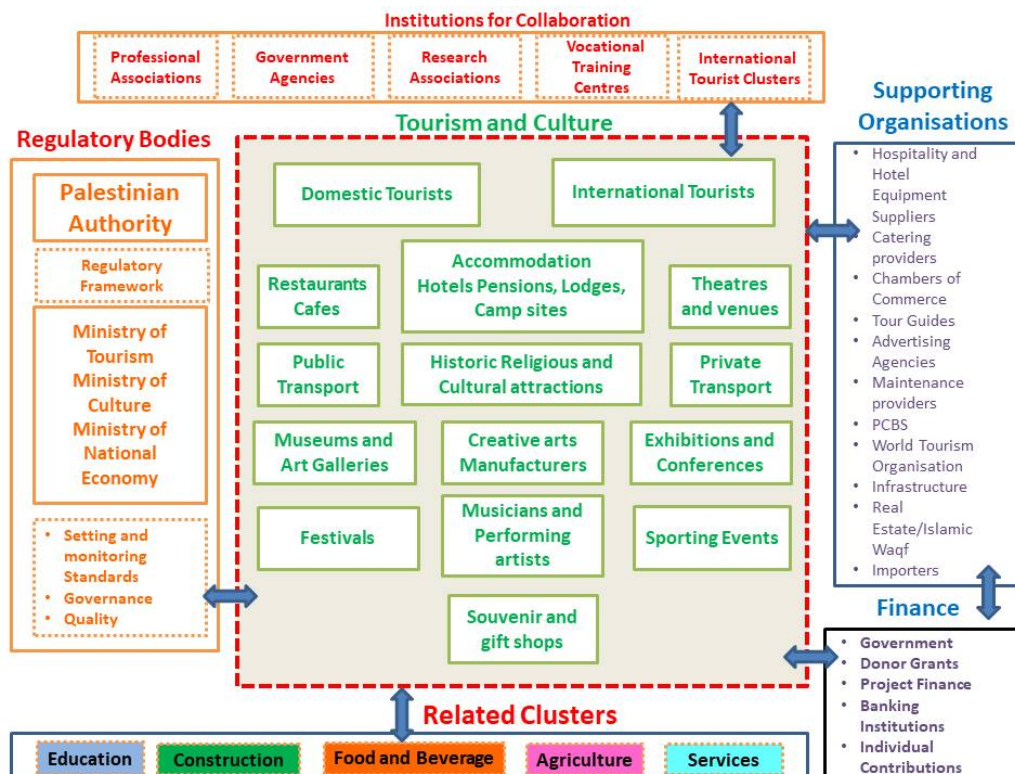 Institutions for Collaboration
Professional
Associations
Government
Agencies
Research
Associations
Vocational
Training
Centres
International
Tourist Clusters
Regulatory Bodies
Palestinian
Authority
Regulatory
Framework
Ministry of
Tourism
Ministry of
Culture
Ministry of
National
Economy
• Setting and
monitoring
Standards
• Governance
• Quality
Tourism and Culture
Domestic Tourists
International Tourists
Restaurants
Cafes
Accommodation
Hotels Pensions, Lodges,
Camp sites
Theatres
and venues
Public
Transport
Historic Religious and
Cultural attractions
Private
Transport
Museums and
Art Galleries
Creative arts
Manufacturers
Exhibitions and
Conferences
Festivals
Musicians and
Performing
artists
Sporting Events
Souvenir and
gift shops
Supporting
Organisations
• Hospitality and
Hotel
Equipment
Suppliers
• Catering
providers
• Chambers of
Commerce
• Tour Guides
• Advertising
Agencies
• Maintenance
providers
• PCBS
• World Tourism
Organisation
• Infrastructure
• Real
Estate/Islamic
Waqf
• Importers
Finance
• Government
• Donor Grants
• Project Finance
• Banking
Institutions
• Individual
Contributions
Related Clusters
Education
Construction
Food and Beverage
Agriculture
Services